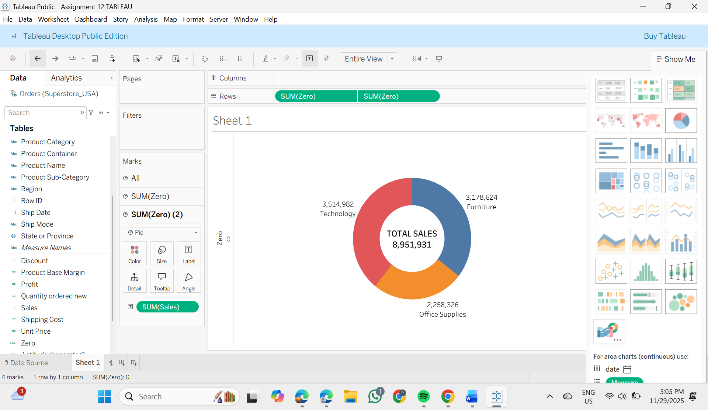 Tableau Public - Assignment 12 TABLEAU
File Data Worksheet Dashboard Story Analysis Map Format Server Window Help
Tableau Desktop Public Edition
Buy Tableau
Entire View
Show Me
Data
Analytics
Orders (Superstore_USA)
Search
Tables
Product Category
Product Container
Product Name
Product Sub-Category
Region
Row ID
Ship Date
Ship Mode
State or Province
Measure Names
Discount
Product Base Margin
Profit
Quantity ordered new
Sales
Shipping Cost
Unit Price
Zero
Pages
Filters
Marks
All
SUM(Zero)
SUM(Zero) (2)
Pie
Color
Size
Label
Detail
Tooltip
Angle
SUM(Sales)
Columns
Rows
SUM(Zero)
SUM(Zero)
Sheet 1
Zero
0
3,514,982
Technology
3,178,624
Furniture
TOTAL SALES
8,951,931
2,258,326
Office Supplies
For area charts (continuous) use:
date
Data Source
Sheet 1
4 marks
1 row by 1 column
SUM(Zero): 0
3
Search
1
ENG
US
5:05 PM
11/29/2025